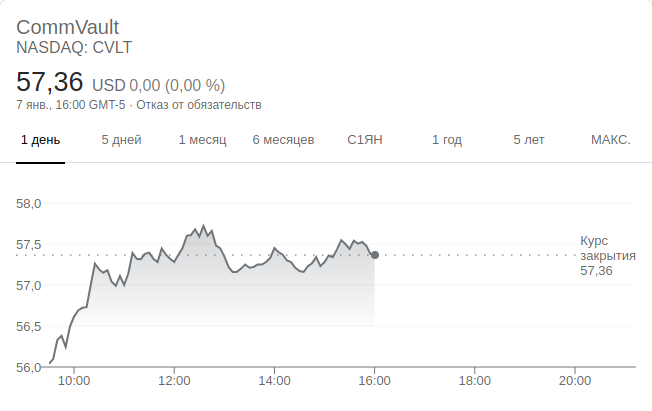 CommVault
NASDAQ: CVLT
57,36 USD 0,00 (0,00 %)
7 янв., 16:00 GMT-5 · Отказ от обязательств
1 день 5 дней 1 месяц 6 месяцев С1ЯН 1 год 5 лет МАКС.
58,0
57,5
57,0
56,5
56,0
Курс
закрытия
57,36
10:00 12:00 14:00 16:00 18:00 20:00